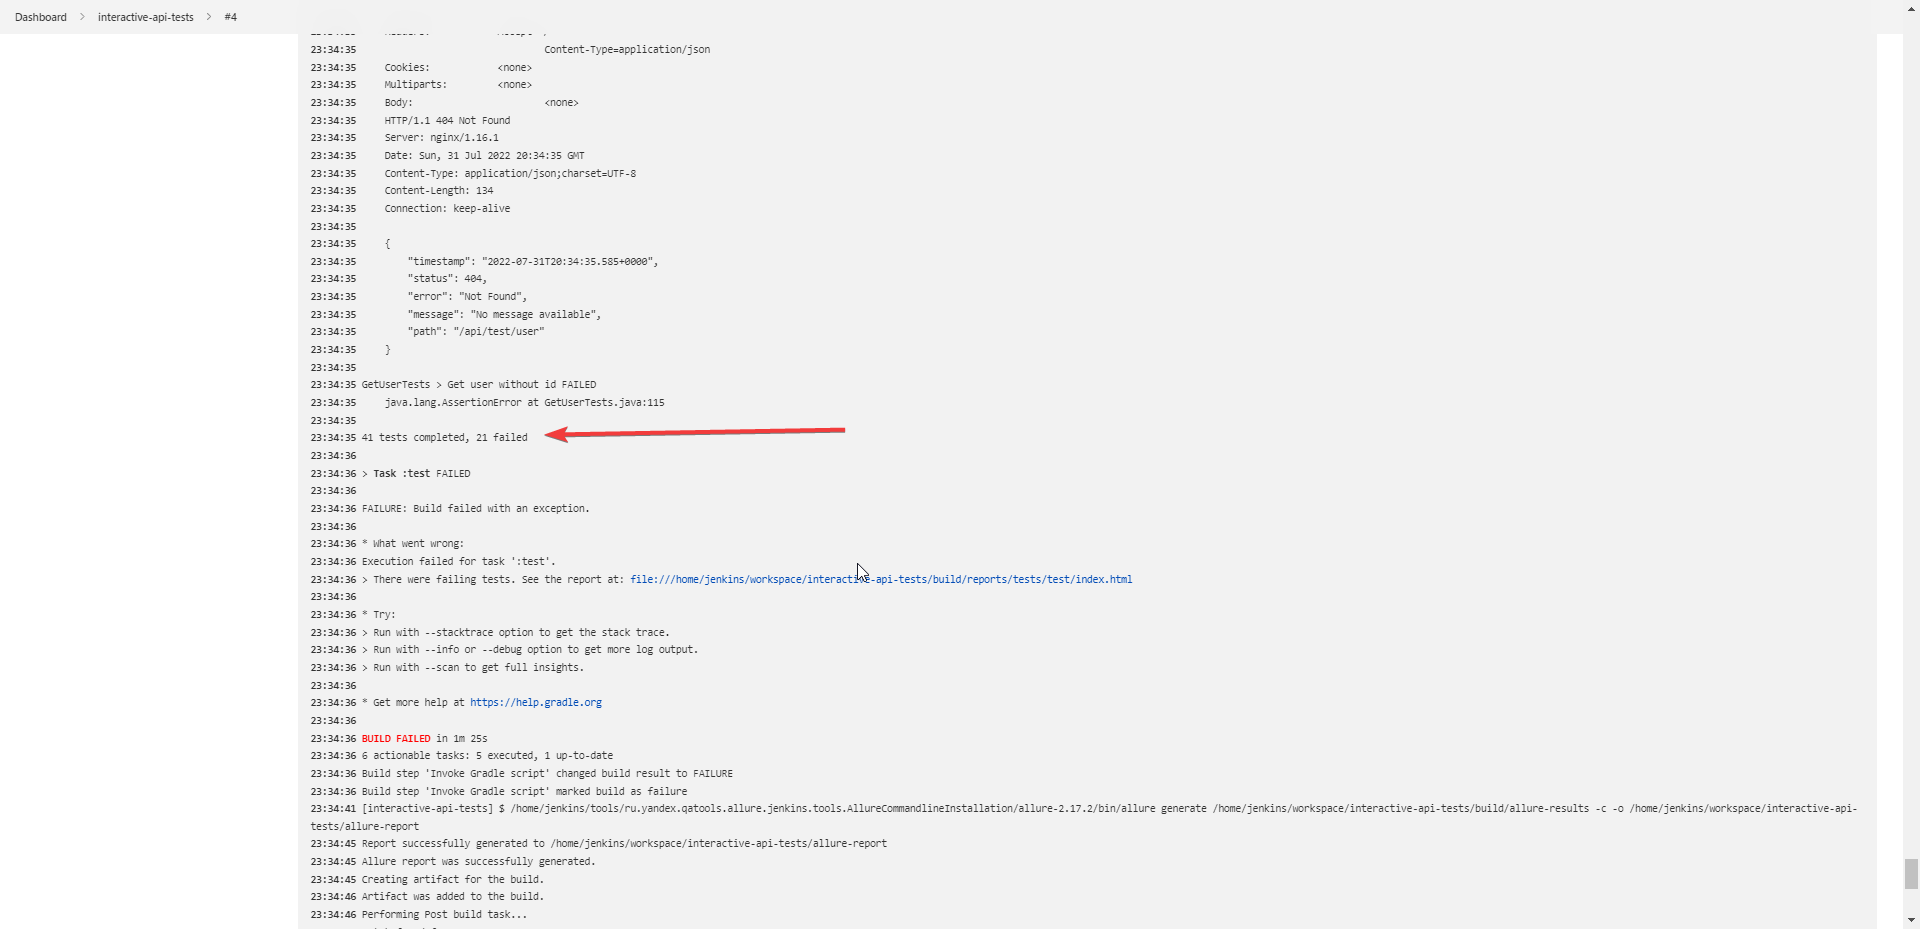 Dashboard > interactive-api-tests > #4
23:34:35 Content-Type=application/json
23:34:35 Cookies: <none>
23:34:35 Multiparts: <none>
23:34:35 Body: <none>
23:34:35 HTTP/1.1 404 Not Found
23:34:35 Server: nginx/1.16.1
23:34:35 Date: Sun, 31 Jul 2022 20:34:35 GMT
23:34:35 Content-Type: application/json;charset=UTF-8
23:34:35 Content-Length: 134
23:34:35 Connection: keep-alive
23:34:35
23:34:35 {
23:34:35 "timestamp": "2022-07-31T20:34:35.585+0000",
23:34:35 "status": 404,
23:34:35 "error": "Not Found",
23:34:35 "message": "No message available",
23:34:35 "path": "/api/test/user"
23:34:35 }
23:34:35
23:34:35 GetUserTests > Get user without id FAILED
23:34:35 java.lang.AssertionError at GetUserTests.java:115
23:34:35
23:34:35 41 tests completed, 21 failed
23:34:36
23:34:36 > Task :test FAILED
23:34:36
23:34:36 FAILURE: Build failed with an exception.
23:34:36
23:34:36 * What went wrong:
23:34:36 Execution failed for task ':test'.
23:34:36 > There were failing tests. See the report at: file:///home/jenkins/workspace/interactive-api-tests/build/reports/tests/test/index.html
23:34:36
23:34:36 * Try:
23:34:36 > Run with --stacktrace option to get the stack trace.
23:34:36 > Run with --info or --debug option to get more log output.
23:34:36 > Run with --scan to get full insights.
23:34:36
23:34:36 * Get more help at https://help.gradle.org
23:34:36
23:34:36 BUILD FAILED in 1m 25s
23:34:36 6 actionable tasks: 5 executed, 1 up-to-date
23:34:36 Build step 'Invoke Gradle script' changed build result to FAILURE
23:34:36 Build step 'Invoke Gradle script' marked build as failure
23:34:41 [interactive-api-tests] $ /home/jenkins/tools/ru.yandex.qatools.allure.jenkins.tools.AllureCommandlineInstallation/allure-2.17.2/bin/allure generate /home/jenkins/workspace/interactive-api-tests/build/allure-results -c -o /home/jenkins/workspace/interactive-api-
tests/allure-report
23:34:45 Report successfully generated to /home/jenkins/workspace/interactive-api-tests/allure-report
23:34:45 Allure report was successfully generated.
23:34:45 Creating artifact for the build.
23:34:46 Artifact was added to the build.
23:34:46 Performing Post build task...